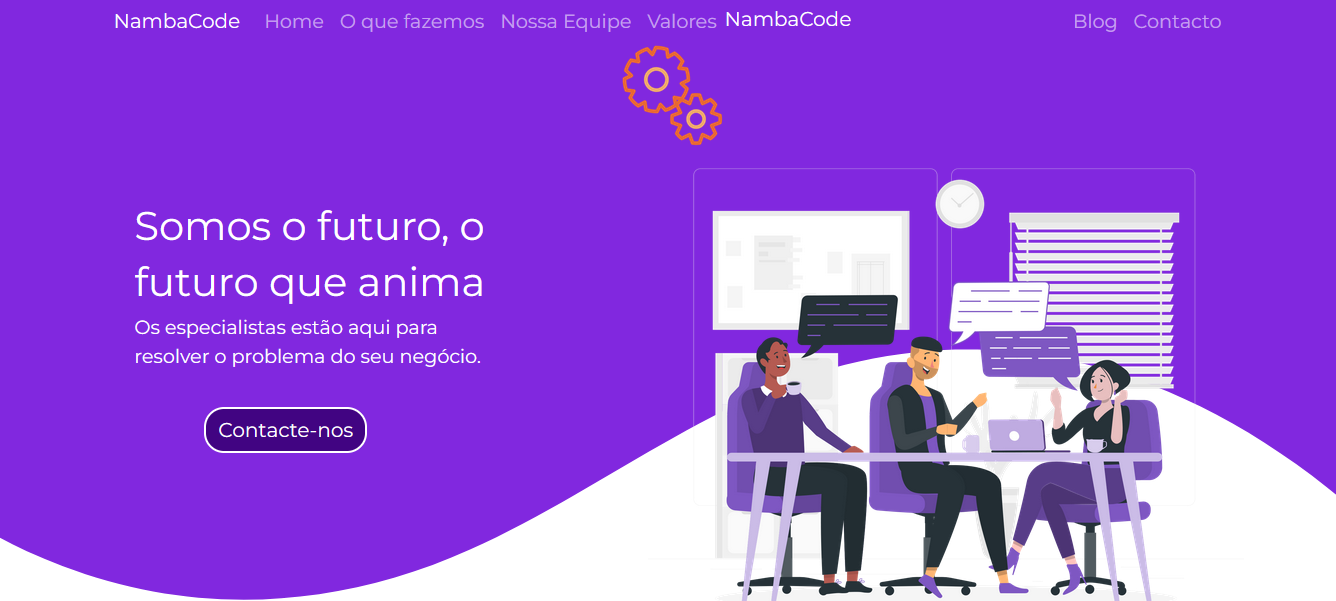 NambaCode Home O que fazemos Nossa Equipe Valores NambaCode Blog Contacto
Somos o futuro, o
futuro que anima
Os especialistas estão aqui para
resolver o problema do seu negócio.
Contacte-nos